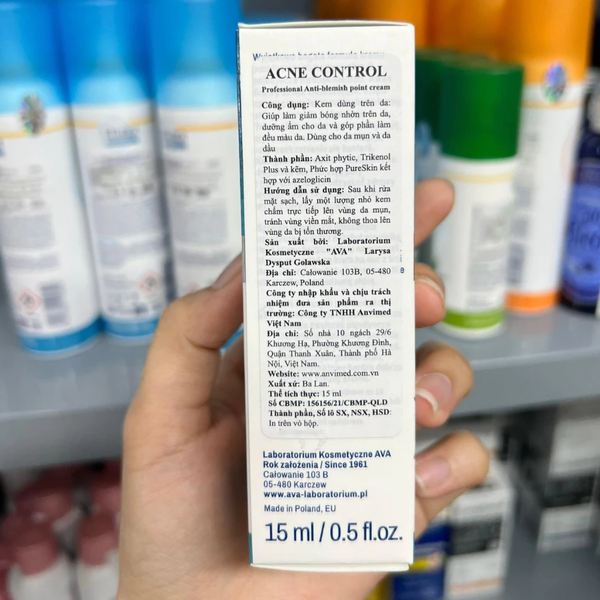 ACNE CONTROL
Professional Anti-blemish point cream
Công dụng: Kem dùng trên da:
Giúp làm giảm bóng nhờn trên da,
dưỡng ẩm cho da và góp phần làm
đều màu da. Dùng cho da mụn và da
dầu
Thành phần: Axit phytic, Trikenol
Plus và kẽm, Phức hợp PureSkin kết
hợp với azeloglicin
Hướng dẫn sử dụng: Sau khi rửa
mặt sạch, lấy một lượng nhỏ kem
chấm trực tiếp lên vùng da mụn,
tránh vùng viền mắt, không thoa lên
vùng da bị tổn thương.
Sản xuất bởi: Laboratorium
Kosmetyczne "AVA" Larysa
Dysput Goławska
Địa chỉ: Całowanie 103B, 05-480
Karczew, Poland
Công ty nhập khẩu và chịu trách
nhiệm đưa sản phẩm ra thị
trường: Công ty TNHH Anvimed
Việt Nam
Địa chỉ: Số nhà 10 ngách 29/6
Khương Hạ, Phường Khương Đình,
Quận Thanh Xuân, Thành phố Hà
Nội, Việt Nam.
Website: www.anvimed.com.vn
Xuất xứ: Ba Lan.
Thể tích thực: 15 ml
Số CBMP: 156156/21/CBMP-QLD
Thành phần, Số lô SX, NSX, HSD:
In trên vỏ hộp.
Laboratorium Kosmetyczne AVA
Rok założenia / Since 1961
Całowanie 103 B
05-480 Karczew
www.ava-laboratorium.pl
Made in Poland, EU
15 ml / 0.5 fl.oz.